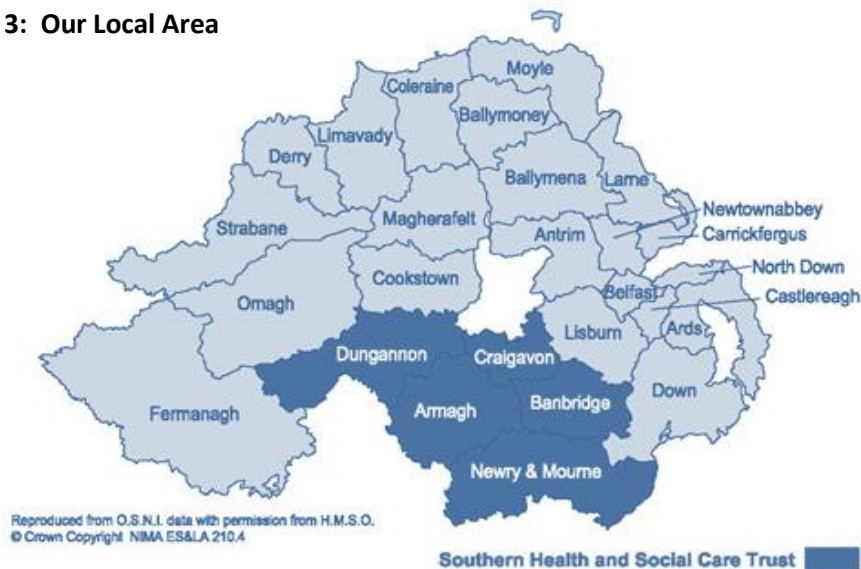 3: Our Local Area
Moyle
Coleraine
Ballymoney
Limavady
Derry
Ballymena
Larne
Strabane
Magherafelt
Newtownabbey
Antrim
Carrickfergus
North Down
Cookstown
Belfast
Castlereagh
Omagh
Lisburn
Ards
Dungannon
Craigavon
Down
Fermanagh
Armagh
Banbridge
Newry & Mourne
Reproduced from O.S.N.I. data with permission from H.M.S.O.
© Crown Copyright NIMA ES&LA 210.4
Southern Health and Social Care Trust